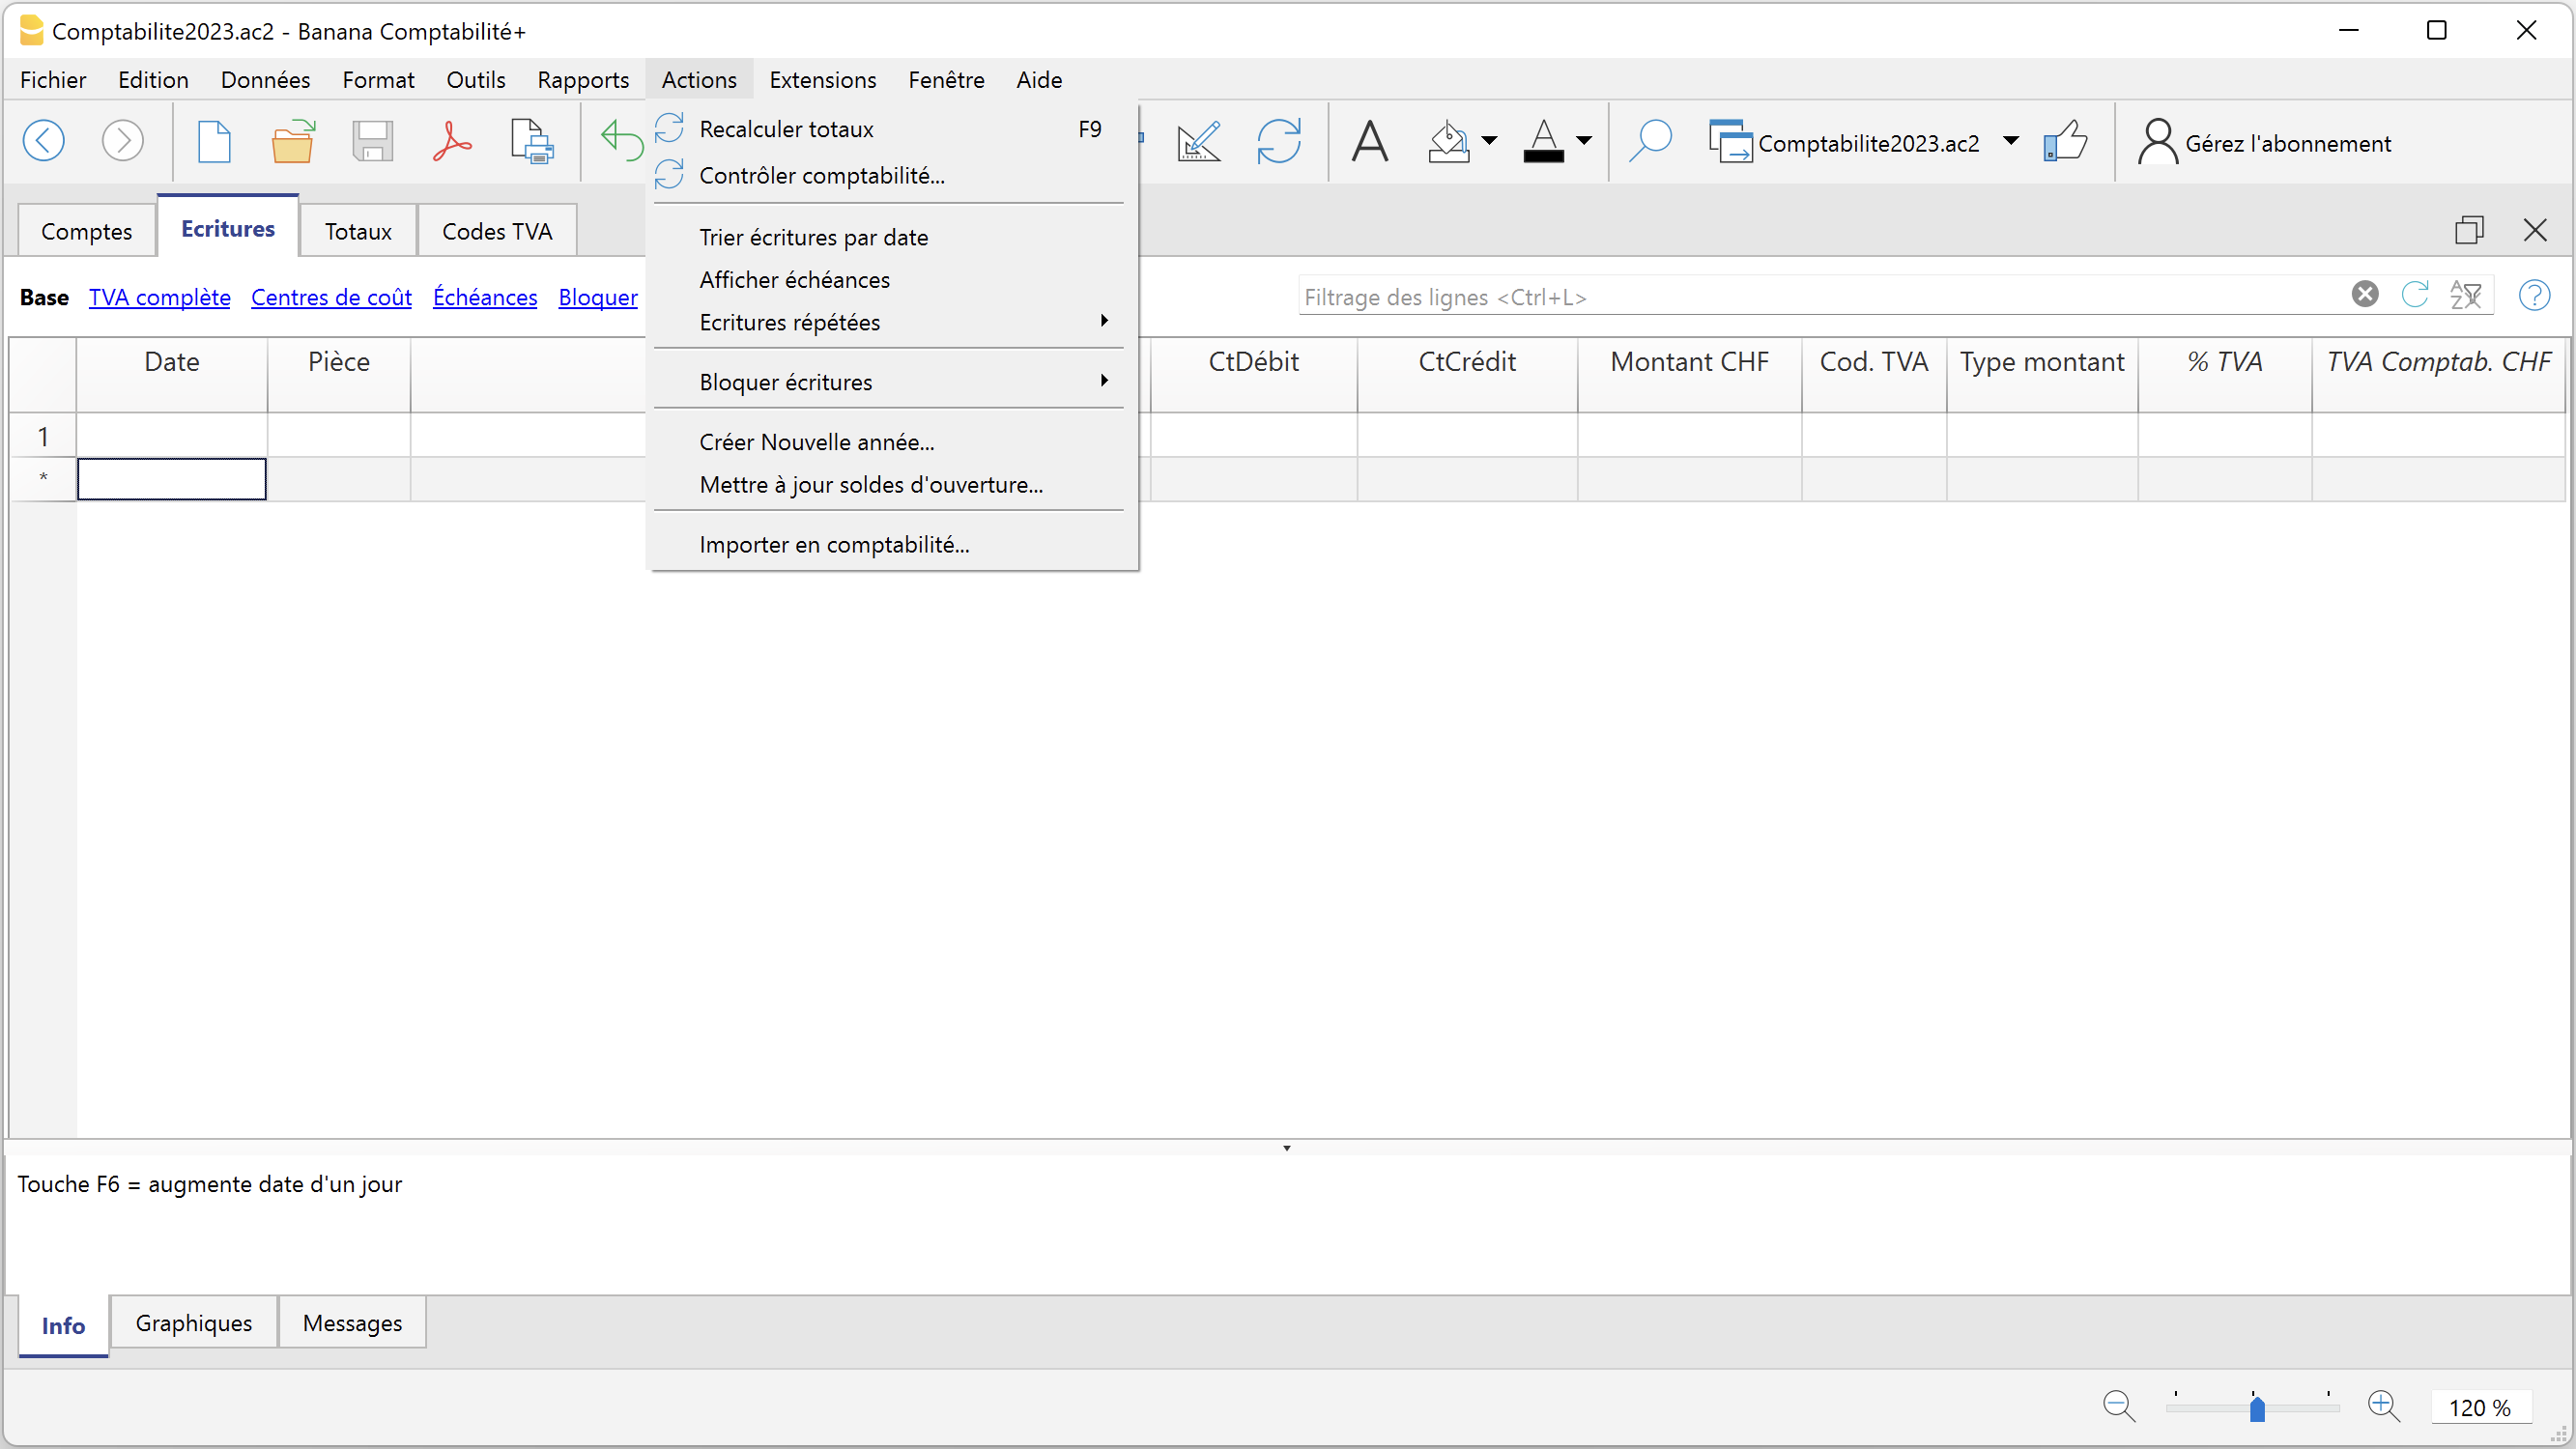 Comptabilite2023.ac2 - Banana Comptabilité+
Fichier Edition Données Format Outils Rapports Actions Extensions Fenêtre Aide
Comptabilite2023.ac2 Gérez l'abonnement
Recalculer totaux F9
Contrôler comptabilité...
Trier écritures par date
Afficher échéances
Ecritures répétées
Bloquer écritures
Créer Nouvelle année...
Mettre à jour soldes d'ouverture...
Importer en comptabilité...
Comptes Ecritures Totaux Codes TVA
Base TVA complète Centres de coût Échéances Bloquer
Filtrage des lignes <Ctrl+L>
Date Pièce CtDébit CtCrédit Montant CHF Cod. TVA Type montant % TVA TVA Comptab. CHF
1
*
Touche F6 = augmente date d'un jour
Info Graphiques Messages
120 %